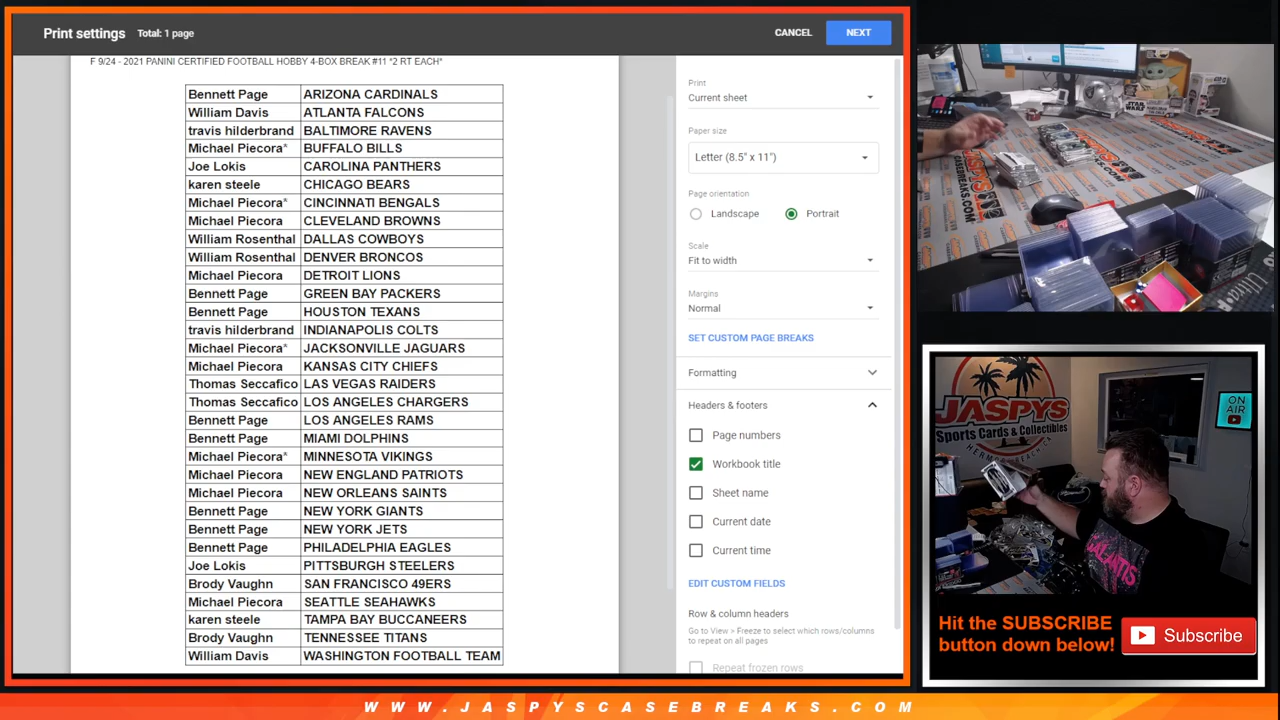 Print settings Total: 1 page
CANCEL NEXT
F 9/24 - 2021 PANINI CERTIFIED FOOTBALL HOBBY 4-BOX BREAK #11 *2 RT EACH*
Bennett Page ARIZONA CARDINALS
William Davis ATLANTA FALCONS
travis hilderbrand BALTIMORE RAVENS
Michael Piecora* BUFFALO BILLS
Joe Lokis CAROLINA PANTHERS
karen steele CHICAGO BEARS
Michael Piecora* CINCINNATI BENGALS
Michael Piecora CLEVELAND BROWNS
William Rosenthal DALLAS COWBOYS
William Rosenthal DENVER BRONCOS
Michael Piecora DETROIT LIONS
Bennett Page GREEN BAY PACKERS
Bennett Page HOUSTON TEXANS
travis hilderbrand INDIANAPOLIS COLTS
Michael Piecora* JACKSONVILLE JAGUARS
Michael Piecora KANSAS CITY CHIEFS
Thomas Seccafico LAS VEGAS RAIDERS
Thomas Seccafico LOS ANGELES CHARGERS
Bennett Page LOS ANGELES RAMS
Bennett Page MIAMI DOLPHINS
Michael Piecora* MINNESOTA VIKINGS
Michael Piecora NEW ENGLAND PATRIOTS
Michael Piecora NEW ORLEANS SAINTS
Bennett Page NEW YORK GIANTS
Bennett Page NEW YORK JETS
Bennett Page PHILADELPHIA EAGLES
Joe Lokis PITTSBURGH STEELERS
Brody Vaughn SAN FRANCISCO 49ERS
Michael Piecora SEATTLE SEAHAWKS
karen steele TAMPA BAY BUCCANEERS
Brody Vaughn TENNESSEE TITANS
William Davis WASHINGTON FOOTBALL TEAM
Print
Current sheet
Paper size
Letter (8.5" x 11")
Page orientation
Landscape Portrait
Scale
Fit to width
Margins
Normal
SET CUSTOM PAGE BREAKS
Formatting
Headers & footers
Page numbers
Workbook title
Sheet name
Current date
Current time
EDIT CUSTOM FIELDS
Row & column headers
Go to View > Freeze to select which rows/columns
to repeat on all pages
Repeat frozen rows
STAR
WARS
JASPYS
Sports Cards & Collectibles
ON
AIR
Hit the SUBSCRIBE
button down below!
Subscribe
WWW.JASPYSCASEBREAKS.COM